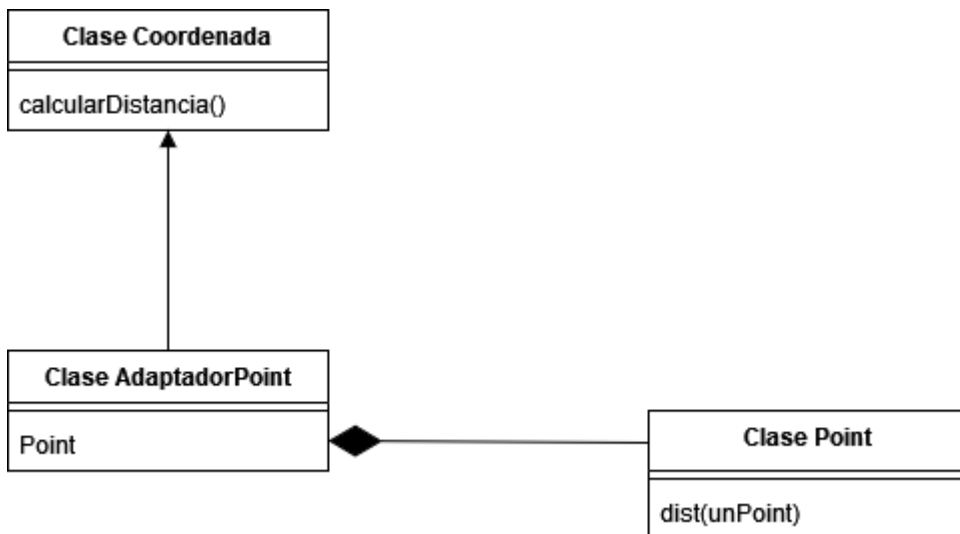 Clase Coordenada
calcularDistancia()
Clase AdaptadorPoint
Point
Clase Point
dist(unPoint)